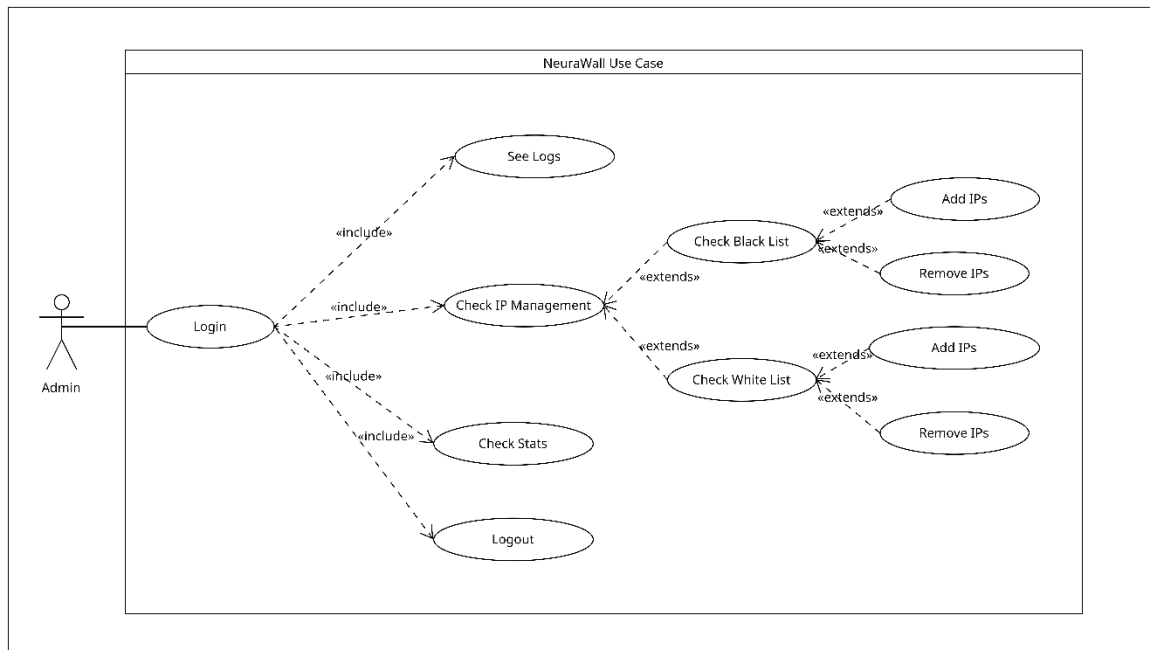 NeuraWall Use Case
See Logs
Add IPs
«extends»
«include»
Check Black List
«extends»
Remove IPs
«extends»
«include»
Check IP Management
Login
Admin
«extends»
Add IPs
«extends»
«include»
Check White List
«extends»
Remove IPs
«include»
Check Stats
Logout